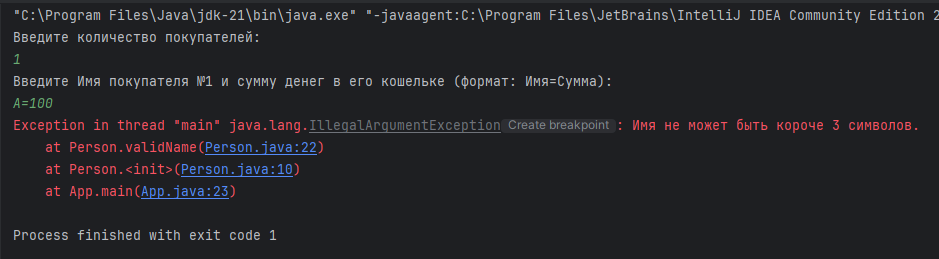 "C:\Program Files\Java\jdk-21\bin\java.exe" "-javaagent:C:\Program Files\JetBrains\IntelliJ IDEA Community Edition 2
Введите количество покупателей:
1
Введите Имя покупателя №1 и сумму денег в его кошельке (формат: Имя=Сумма):
A=100
Exception in thread "main" java.lang.IllegalArgumentException Create breakpoint : Имя не может быть короче 3 символов.
at Person.validName(Person.java:22)
at Person.<init>(Person.java:10)
at App.main(App.java:23)
Process finished with exit code 1